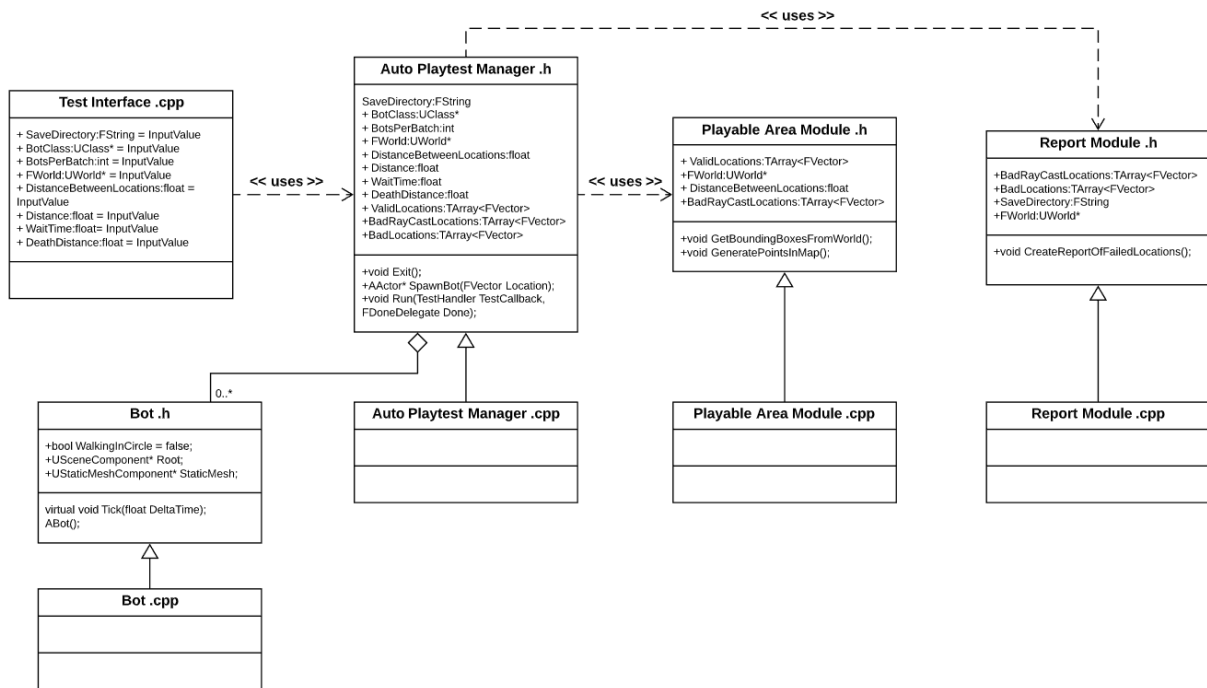 << uses >>
Auto Playtest Manager .h
SaveDirectory:FString
+ BotClass:UClass*
+ BotsPerBatch:int
+ FWorld:UWorld*
+ DistanceBetweenLocations:float
+ Distance:float
+ WaitTime:float
+ DeathDistance:float
+ ValidLocations:TArray<FVector>
+BadRayCastLocations:TArray<FVector>
+BadLocations:TArray<FVector>
+void Exit();
+AActor* SpawnBot(FVector Location);
+void Run(TestHandler TestCallback,
FDoneDelegate Done);
Test Interface .cpp
+ SaveDirectory:FString = InputValue
+ BotClass:UClass* = InputValue
+ BotsPerBatch:int = InputValue
+ FWorld:UWorld* = InputValue
+ DistanceBetweenLocations:float =
InputValue
+ Distance:float = InputValue
+ WaitTime:float= InputValue
+ DeathDistance:float = InputValue
<< uses >>
<< uses >>
Playable Area Module .h
+ ValidLocations:TArray<FVector>
+FWorld:UWorld*
+ DistanceBetweenLocations:float
+BadRayCastLocations:TArray<FVector>
+void GetBoundingBoxesFromWorld();
+void GeneratePointsInMap();
Report Module .h
+BadRayCastLocations:TArray<FVector>
+BadLocations:TArray<FVector>
+SaveDirectory:FString
+FWorld:UWorld*
+void CreateReportOfFailedLocations();
0..*
Bot .h
+bool WalkingInCircle = false;
+USceneComponent* Root;
+UStaticMeshComponent* StaticMesh;
virtual void Tick(float DeltaTime);
ABot();
Auto Playtest Manager .cpp
Playable Area Module .cpp
Report Module .cpp
Bot .cpp